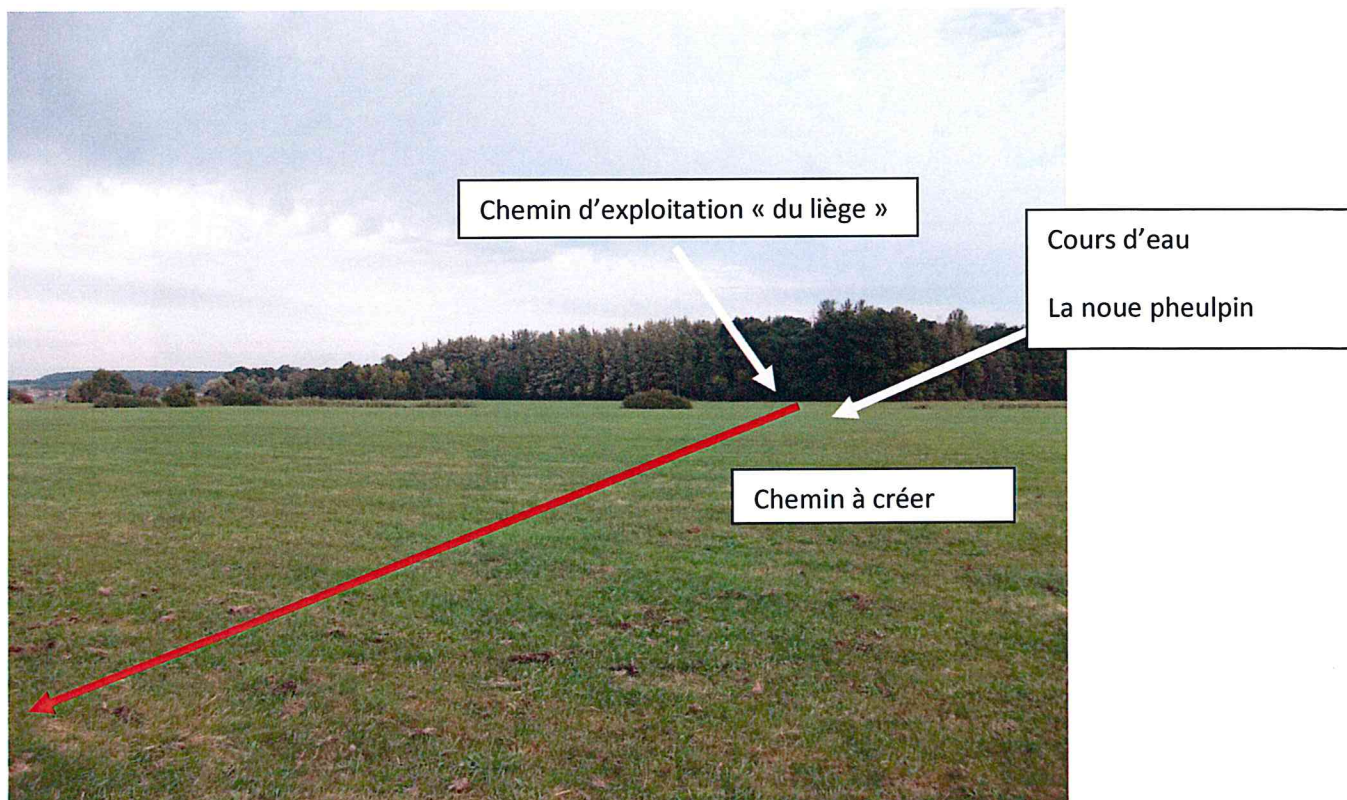 Chemin d'exploitation « du liège »
Cours d'eau
La noue pheulpin
Chemin à créer